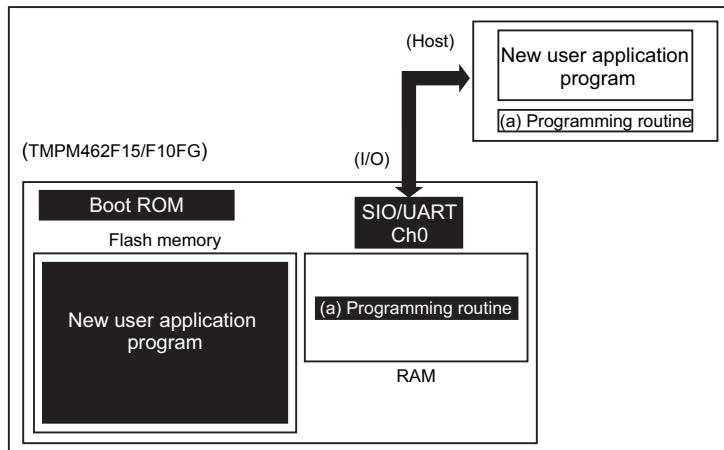 (Host)
New user application
program
(a) Programming routine
(TMPM462F15/F10FG)
(I/O)
Boot ROM
SIO/UART
Ch0
Flash memory
New user application
program
(a) Programming routine
RAM